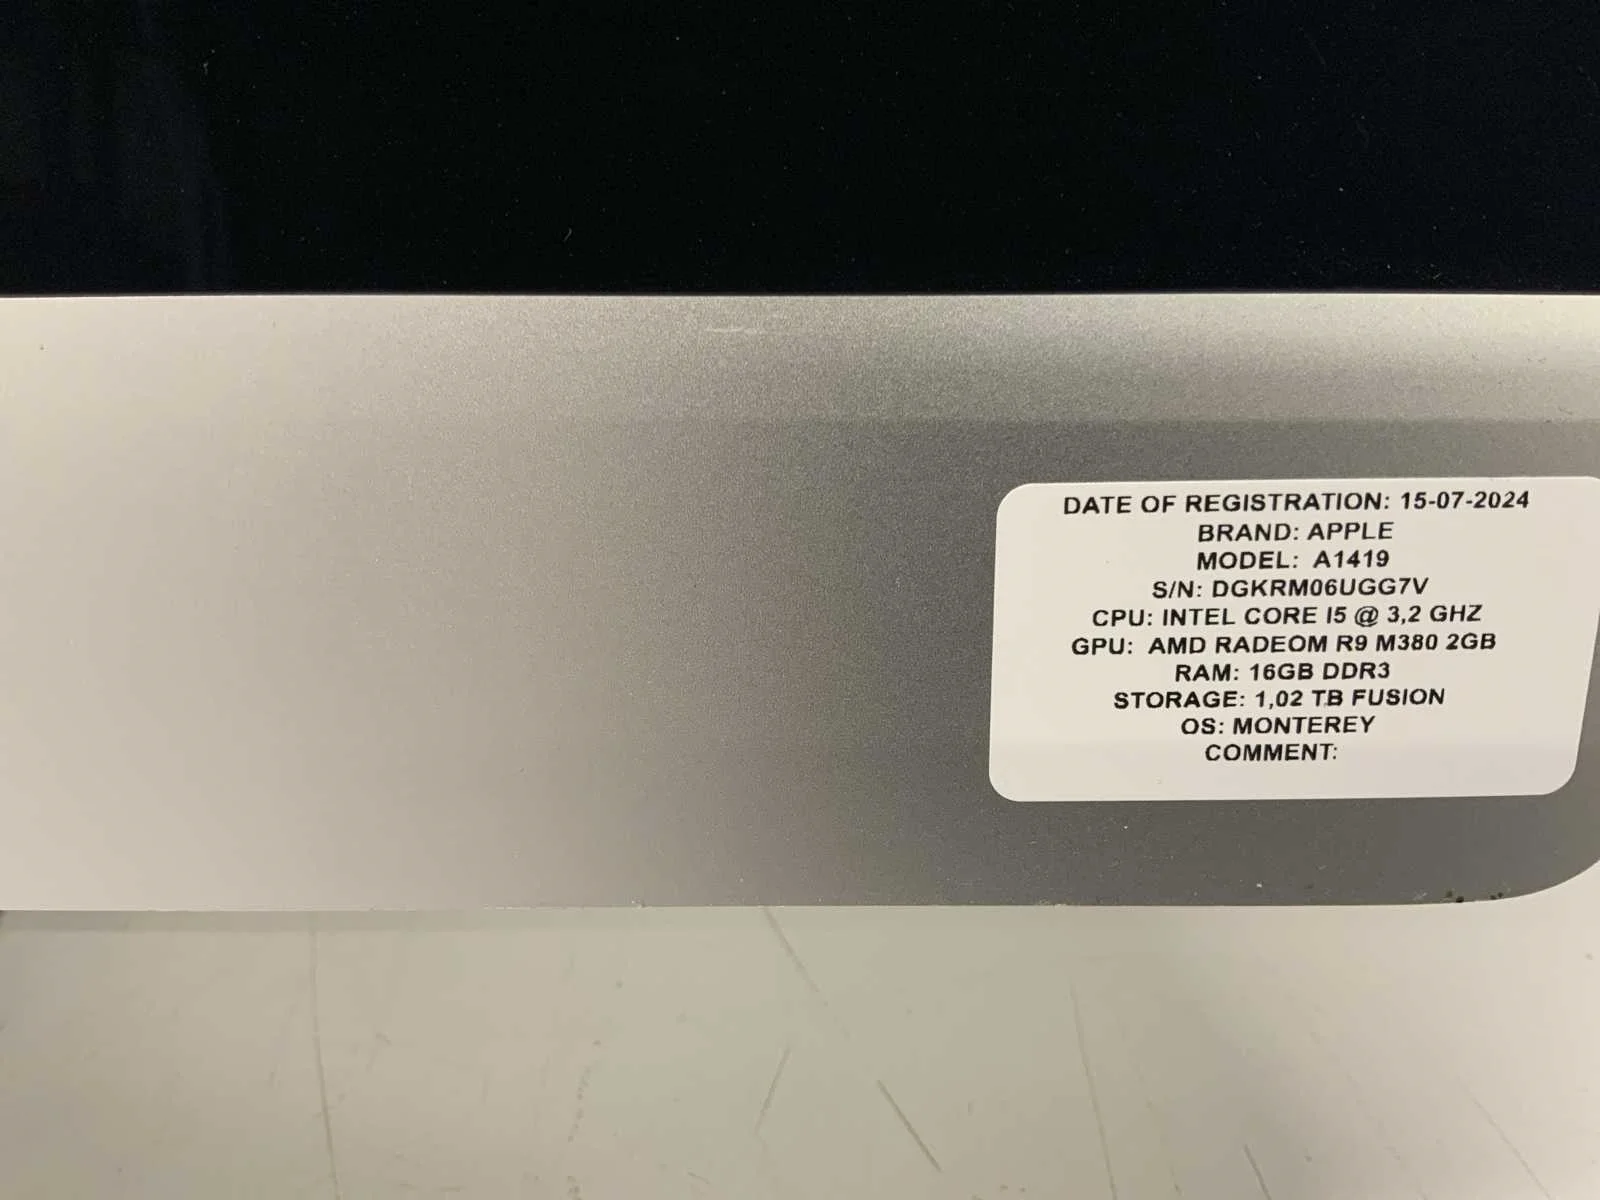 DATE OF REGISTRATION: 15-07-2024
BRAND: APPLE
MODEL: A1419
S/N: DGKRM06UGG7V
CPU: INTEL CORE I5 @ 3,2 GHZ
GPU: AMD RADEOM R9 M380 2GB
RAM: 16GB DDR3
STORAGE: 1,02 TB FUSION
OS: MONTEREY
COMMENT: